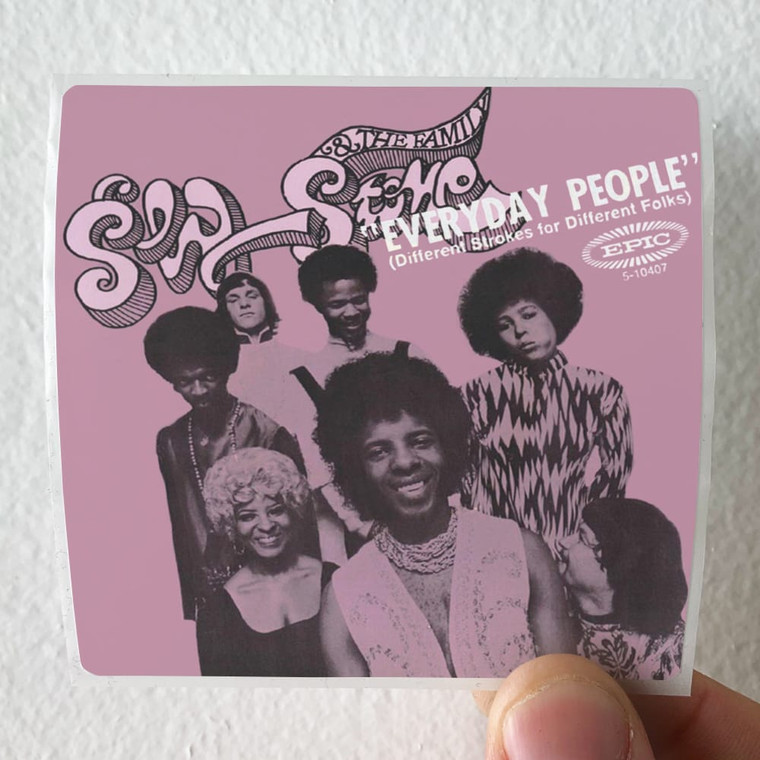 & THE FAMILY
Sly Stone
"EVERYDAY PEOPLE"
(Different Strokes for Different Folks)
EPIC
5-10407